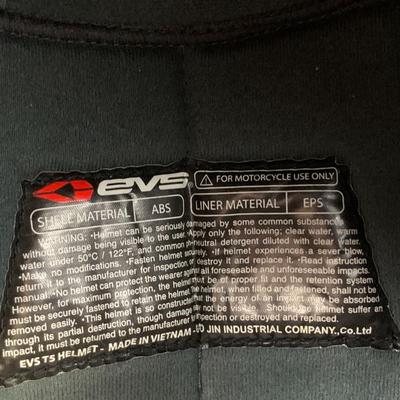 evs
FOR MOTORCYCLE USE ONLY
SHELL MATERIAL ABS LINER MATERIAL EPS
WARNING: •Helmet can be seriously damaged by some common substances
without damage being visible to the user. •Apply only the following; clear water, warm
water under 50°C / 122°F, and common neutral detergent diluted with clear water.
make no modifications. •Fasten helmet securely. •If helmet experiences a sever blow,
return it to the manufacturer for inspection or destroy it and replace it. •Read instruction
manual. •No helmet can protect the wearer against all foreseeable and unforeseeable impacts.
However, for maximum protection, the helmet must be of proper fit and the retention system
must be securely fastened to retain the helmet, the helmet, when filled and fastened, shall not be
removed easily. •This helmet is so constructed that the energy of an impact may be absorbed
through its partial destruction, though damage may not be visible. Should the helmet suffer an
impact, it must be returned to the manufacturer for inspection or destroyed and replaced.
EVS T5 HELMET - MADE IN VIETNAM - JIN INDUSTRIAL COMPANY.,Co,Ltd